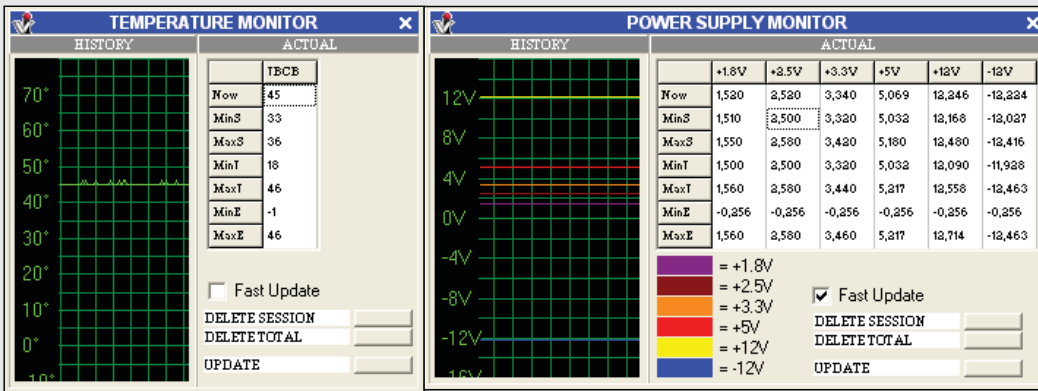 TEMPERATURE MONITOR
HISTORY ACTUAL
70°
60°
50°
40°
30°
20°
10°
0°
-10°
TBCB
Now 45
MinS 33
MaxS 36
MinT 18
MaxT 46
MinE -1
MaxE 46
Fast Update
DELETE SESSION
DELETE TOTAL
UPDATE
POWER SUPPLY MONITOR
HISTORY ACTUAL
12V
8V
4V
0V
-4V
-8V
-12V
-16V
+1.8V +2.5V +3.3V +5V +12V -12V
Now 1,520 2,520 3,340 5,069 12,246 -12,224
MinS 1,510 2,500 3,320 5,032 12,168 -12,027
MaxS 1,550 2,580 3,420 5,180 12,480 -12,416
MinT 1,500 2,500 3,320 5,032 12,090 -11,928
MaxT 1,560 2,580 3,440 5,217 12,558 -12,463
MinE -0,256 -0,256 -0,256 -0,256 -0,256 -0,256
MaxE 1,560 2,580 3,460 5,217 12,714 -12,463
= +1.8V
= +2.5V
= +3.3V
= +5V
= +12V
= -12V
Fast Update
DELETE SESSION
DELETE TOTAL
UPDATE